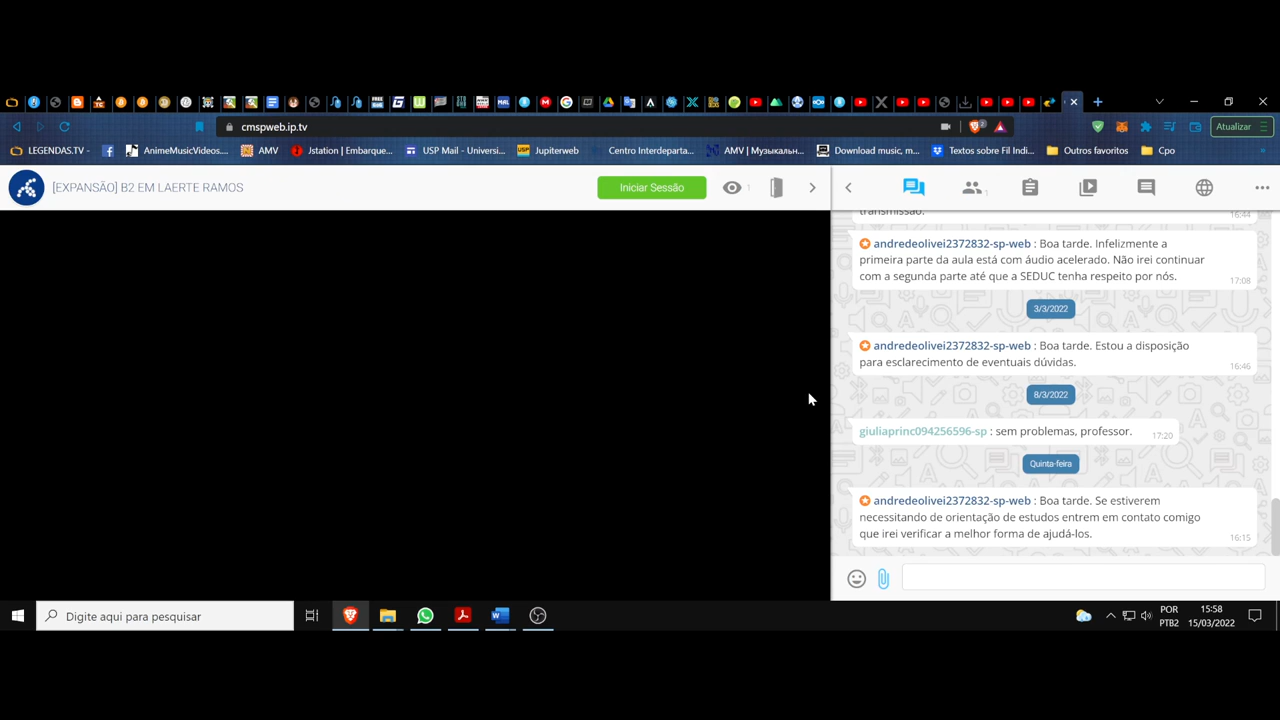 cmspweb.ip.tv
2
Atualizar
LEGENDAS.TV -
AnimeMusicVideos...
AMV
Jstation | Embarque...
USP Mail - Universi...
Jupiterweb
Centro Interdeparta...
AMV | Музыкальн...
Download music, m...
Textos sobre Fil Indi...
Outros favoritos
Cpo
[EXPANSÃO] B2 EM LAERTE RAMOS
Iniciar Sessão
1
1
transmissão.
16:44
andredeolivei2372832-sp-web : Boa tarde. Infelizmente a
primeira parte da aula está com áudio acelerado. Não irei continuar
com a segunda parte até que a SEDUC tenha respeito por nós.
17:08
3/3/2022
andredeolivei2372832-sp-web : Boa tarde. Estou a disposição
para esclarecimento de eventuais dúvidas.
16:46
8/3/2022
giuliaprinc094256596-sp : sem problemas, professor.
17:20
Quinta-feira
andredeolivei2372832-sp-web : Boa tarde. Se estiverem
necessitando de orientação de estudos entrem em contato comigo
que irei verificar a melhor forma de ajudá-los.
16:15
Digite aqui para pesquisar
POR
PTB2
15:58
15/03/2022